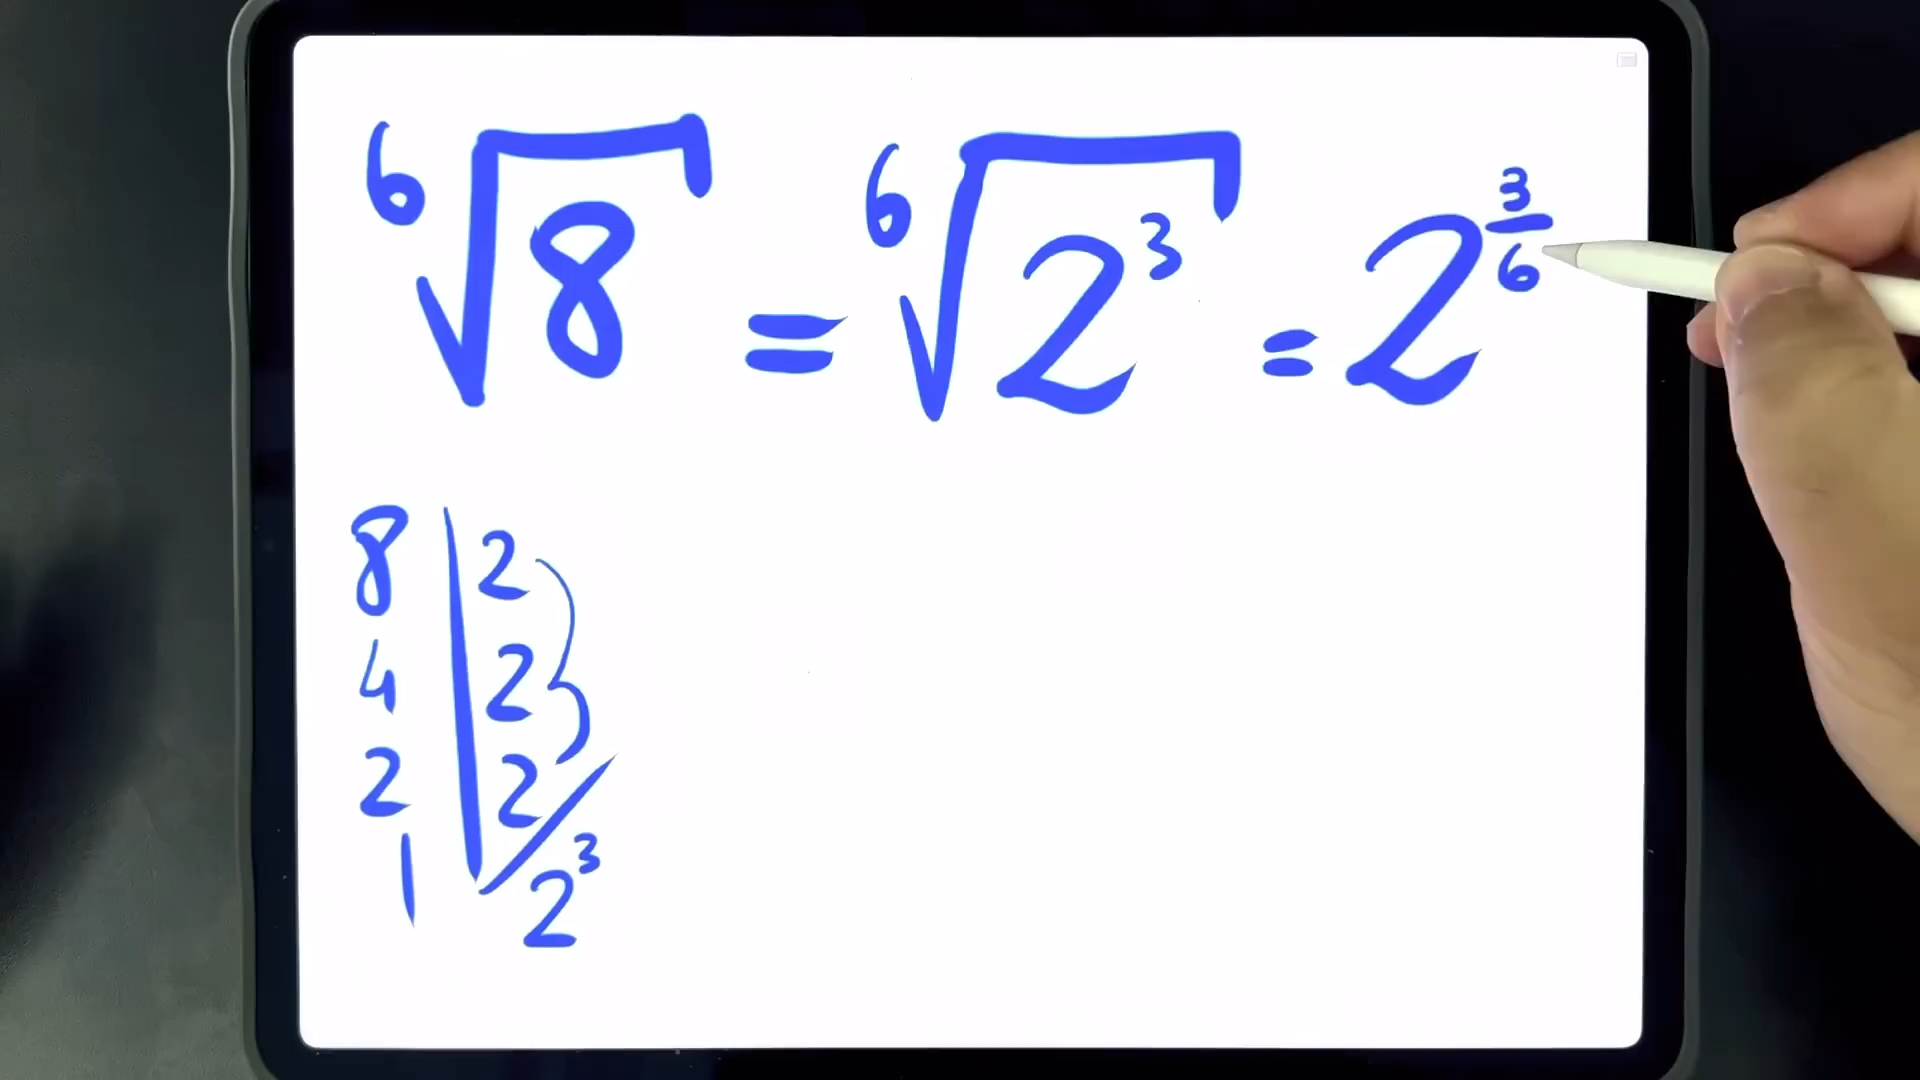 ⁶√8 = ⁶√2³ = 2^(3/6)
8 | 2
4 | 2
2 | 2
1 | 2³